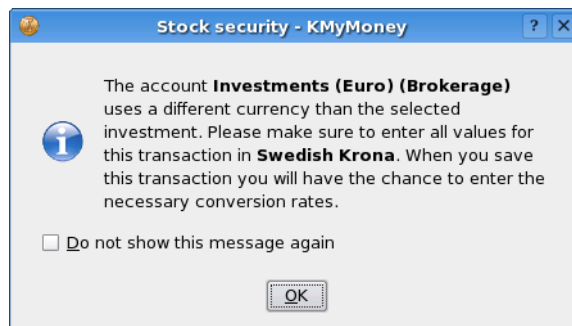 Stock security - KMyMoney
The account Investments (Euro) (Brokerage)
uses a different currency than the selected
investment. Please make sure to enter all values for
this transaction in Swedish Krona. When you save
this transaction you will have the chance to enter the
necessary conversion rates.
Do not show this message again
OK